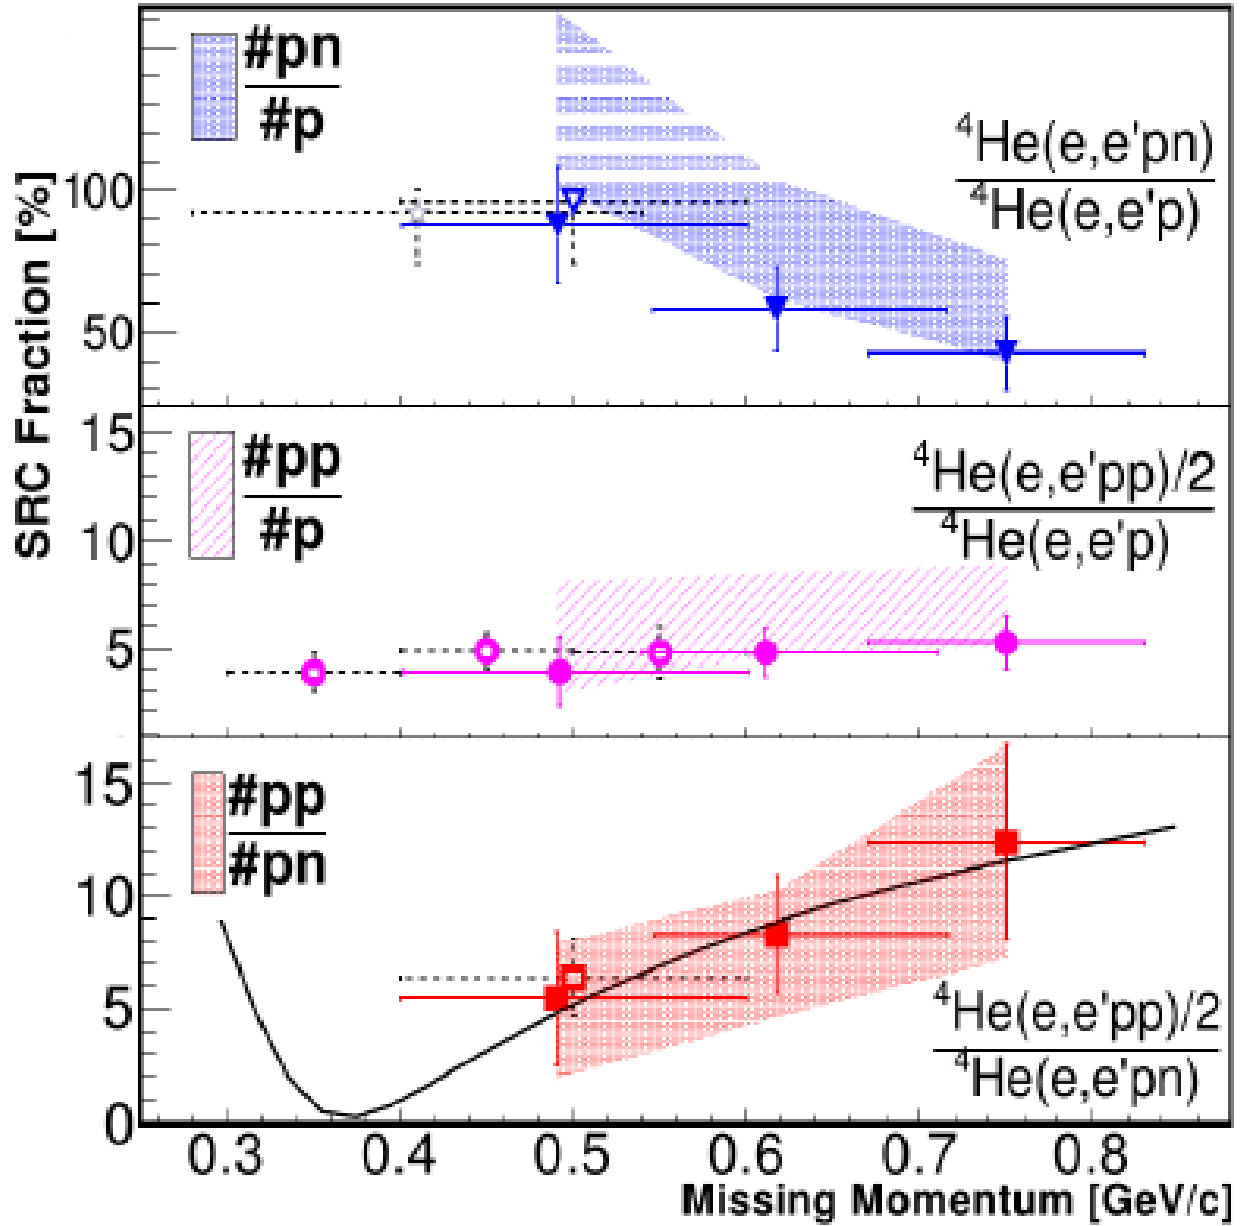 SRC Fraction [%]
#pn
#p
⁴He(e,e'pn)
⁴He(e,e'p)
100
50
#pp
#p
⁴He(e,e'pp)/2
⁴He(e,e'p)
15
10
5
#pp
#pn
⁴He(e,e'pp)/2
⁴He(e,e'pn)
15
10
5
0
0.3 0.4 0.5 0.6 0.7 0.8
Missing Momentum [GeV/c]